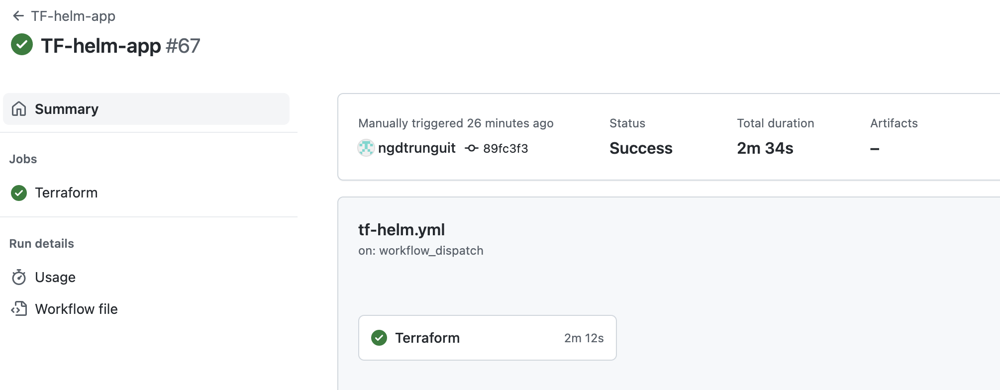 TF-helm-app
TF-helm-app #67
Summary
Jobs
Terraform
Run details
Usage
Workflow file
Manually triggered 26 minutes ago
ngdtrunguit 89fc3f3
Status
Success
Total duration
2m 34s
Artifacts
–
tf-helm.yml
on: workflow_dispatch
Terraform 2m 12s